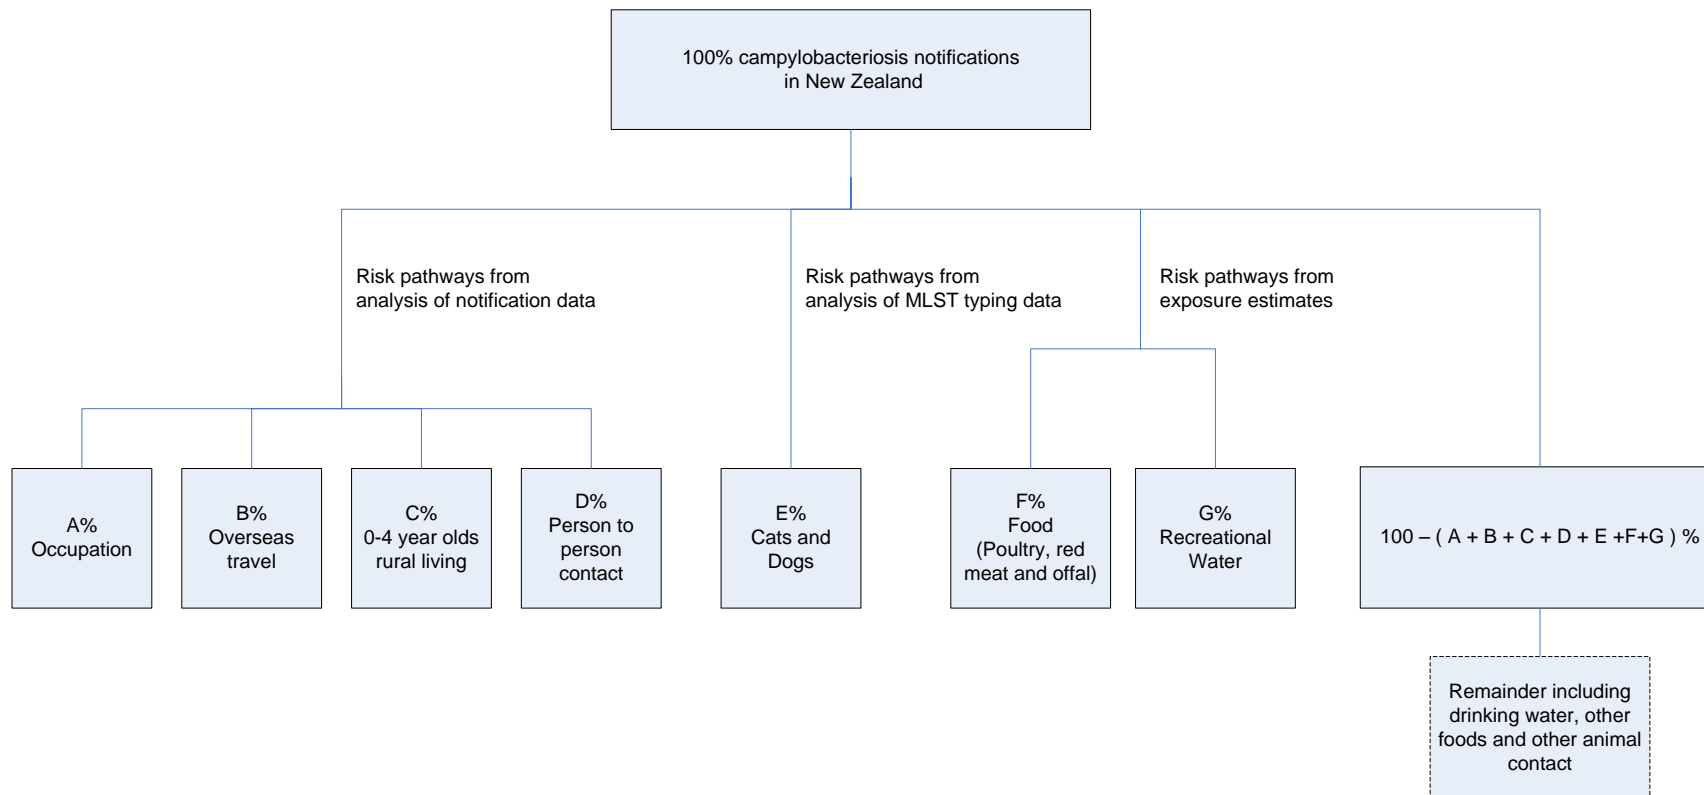 100% campylobacteriosis notifications
in New Zealand
Risk pathways from
analysis of notification data
Risk pathways from
analysis of MLST typing data
Risk pathways from
exposure estimates
A%
Occupation
B%
Overseas
travel
C%
0-4 year olds
rural living
D%
Person to
person
contact
E%
Cats and
Dogs
F%
Food
(Poultry, red
meat and offal)
G%
Recreational
Water
100 – ( A + B + C + D + E +F+G ) %
Remainder including
drinking water, other
foods and other animal
contact